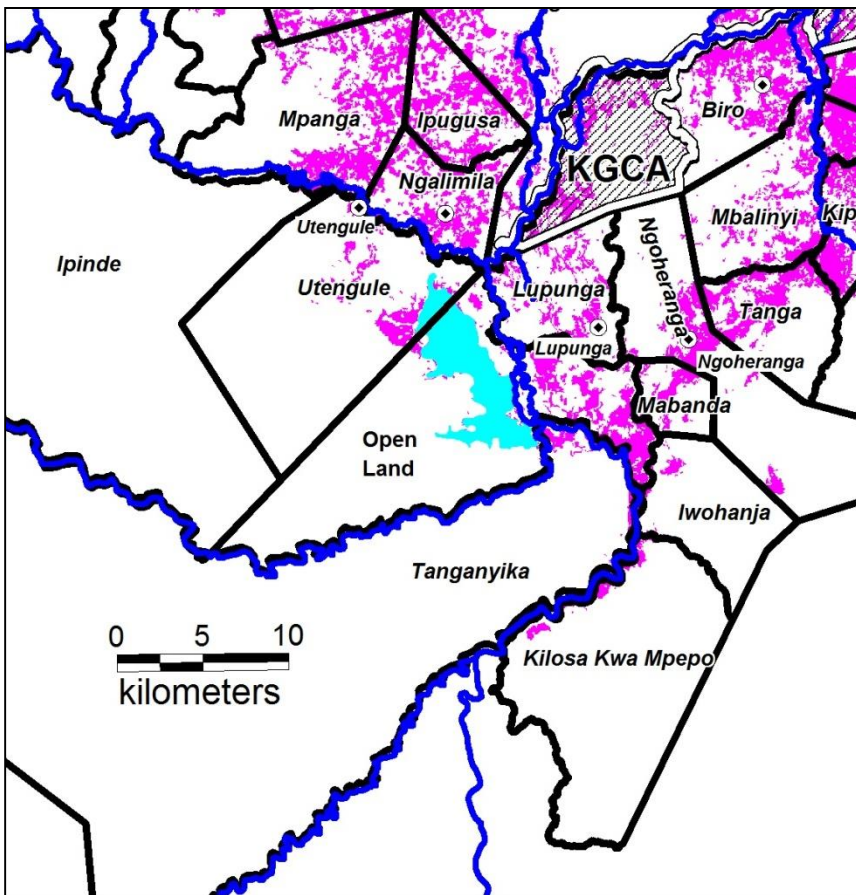 Mpanga
Ipugusa
Biro
KGCA
Ngalimila
Utengule
Mbalinyi
Kip
Ipinde
Utengule
Lupunga
Ngoheranga
Tanga
Lupunga
Ngoheranga
Mabanda
Open
Land
Iwohanja
Tanganyika
0 5 10
kilometers
Kilosa Kwa Mpepo